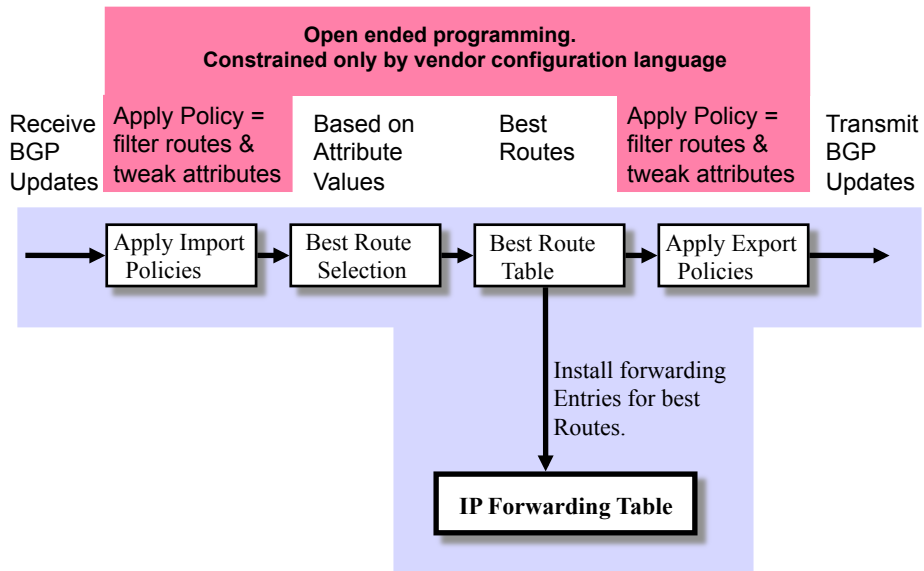 Open ended programming.
Constrained only by vendor configuration language
Receive
BGP
Updates
Apply Policy =
filter routes &
tweak attributes
Based on
Attribute
Values
Best
Routes
Apply Policy =
filter routes &
tweak attributes
Transmit
BGP
Updates
Apply Import
Policies
Best Route
Selection
Best Route
Table
Apply Export
Policies
Install forwarding
Entries for best
Routes.
IP Forwarding Table